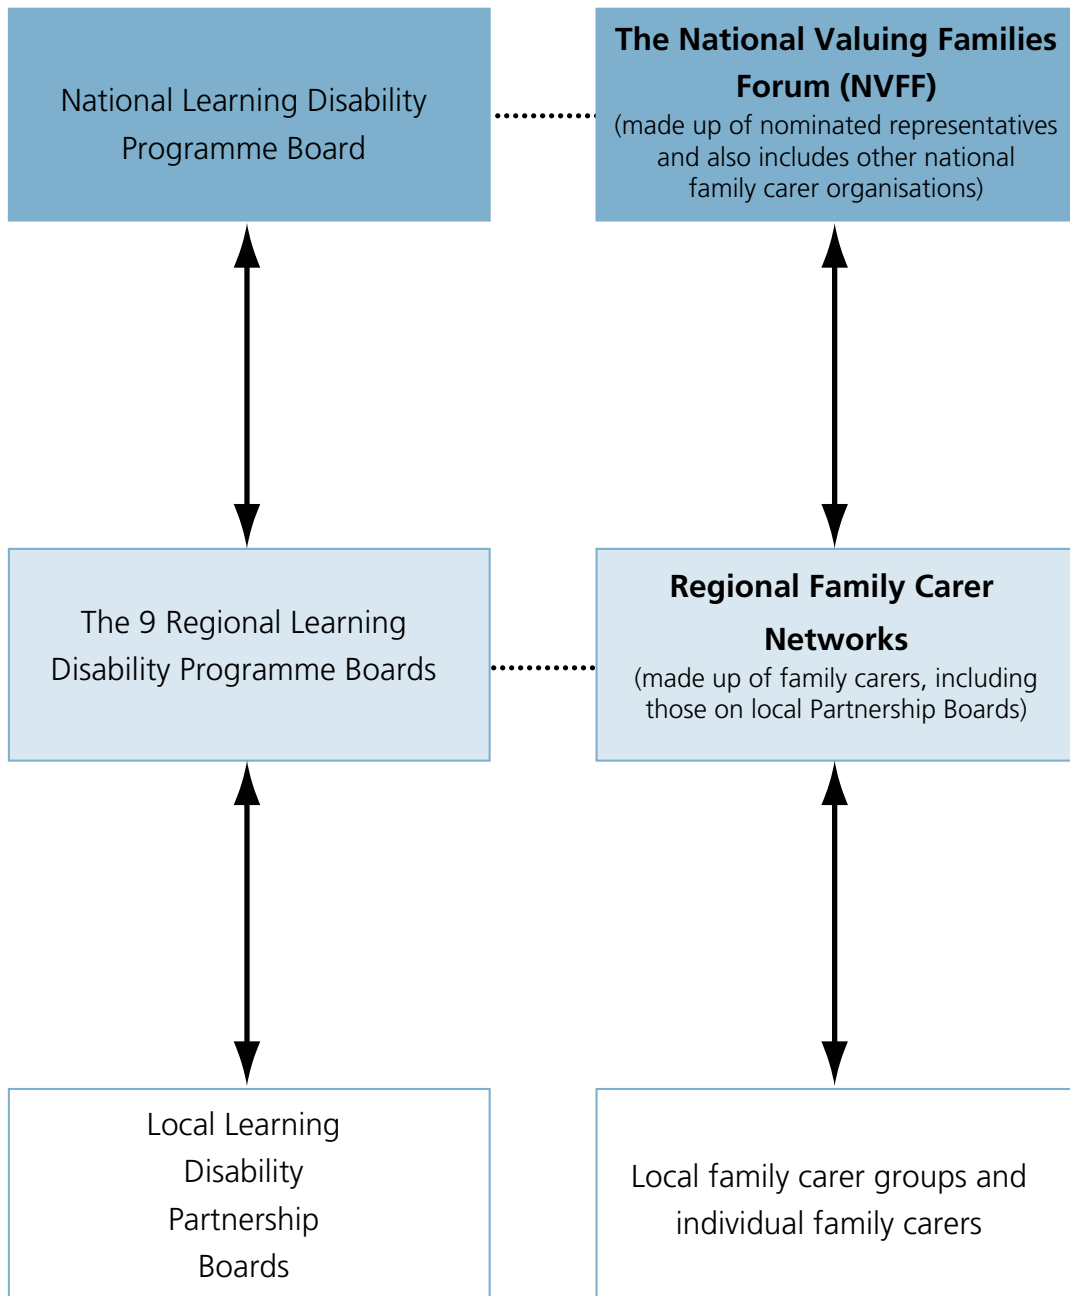 National Learning Disability
Programme Board
The National Valuing Families
Forum (NVFF)
(made up of nominated representatives
and also includes other national
family carer organisations)
The 9 Regional Learning
Disability Programme Boards
Regional Family Carer
Networks
(made up of family carers, including
those on local Partnership Boards)
Local Learning
Disability
Partnership
Boards
Local family carer groups and
individual family carers